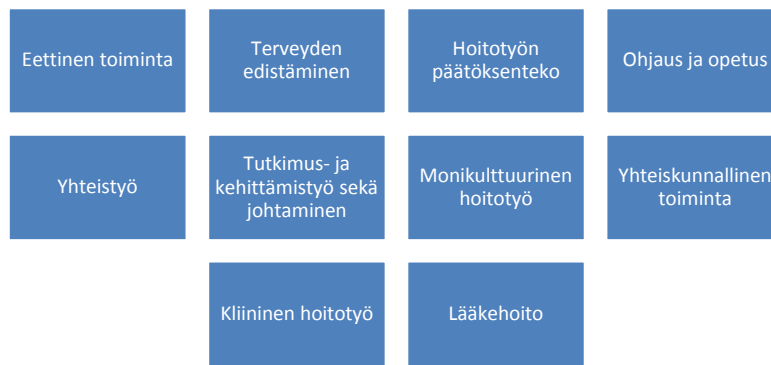 Eettinen toiminta
Terveyden
edistäminen
Hoitotyön
päätöksenteko
Ohjaus ja opetus
Yhteistyö
Tutkimus- ja
kehittämistyö sekä
johtaminen
Monikulttuurinen
hoitotyö
Yhteiskunnallinen
toiminta
Kliininen hoitotyö
Lääkehoito